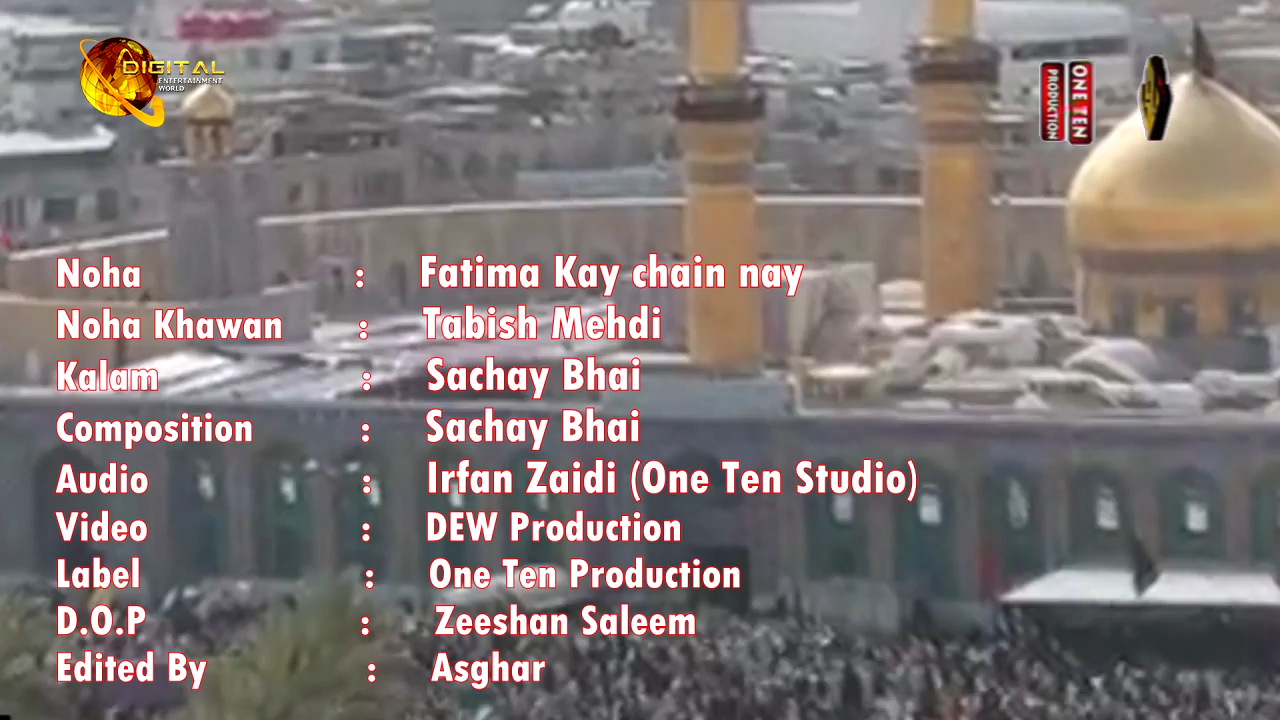 DIGITAL
ENTERTAINMENT
WORLD
ONE TEN
PRODUCTION
Noha : Fatima Kay chain nay
Noha Khawan : Tabish Mehdi
Kalam : Sachay Bhai
Composition : Sachay Bhai
Audio : Irfan Zaidi (One Ten Studio)
Video : DEW Production
Label : One Ten Production
D.O.P : Zeeshan Saleem
Edited By : Asghar